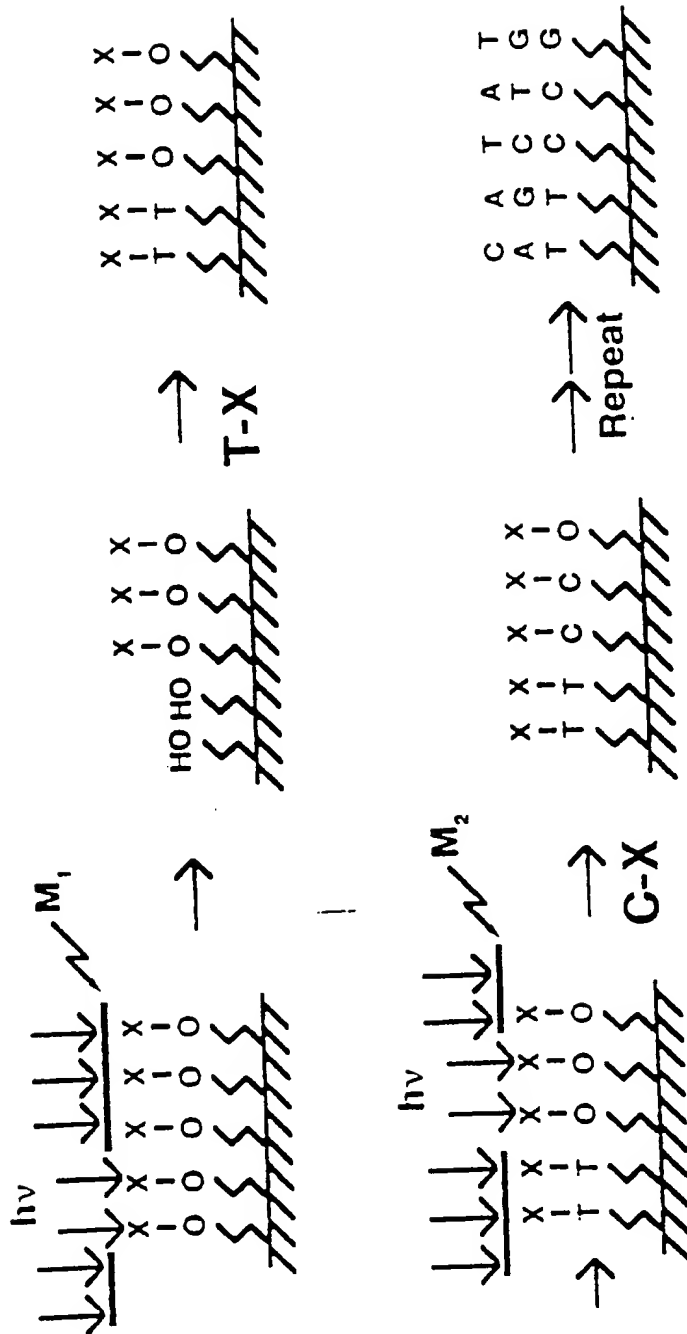 hν
M₁
X X X X X
O O O O O
X X X
HO HO O O O
T-X
X X X X X
T T O O O
hν
M₂
X X X X X
T T O O O
C-X
X X X X X
T T C C O
Repeat
C A T A T
A G C T G
T T C C G